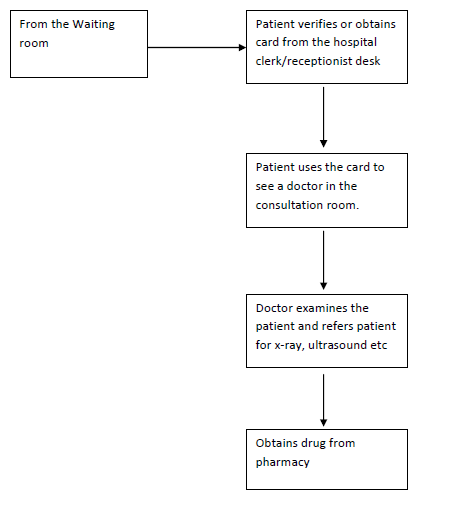 From the Waiting
room
Patient verifies or obtains
card from the hospital
clerk/receptionist desk
Patient uses the card to
see a doctor in the
consultation room.
Doctor examines the
patient and refers patient
for x-ray, ultrasound etc
Obtains drug from
pharmacy